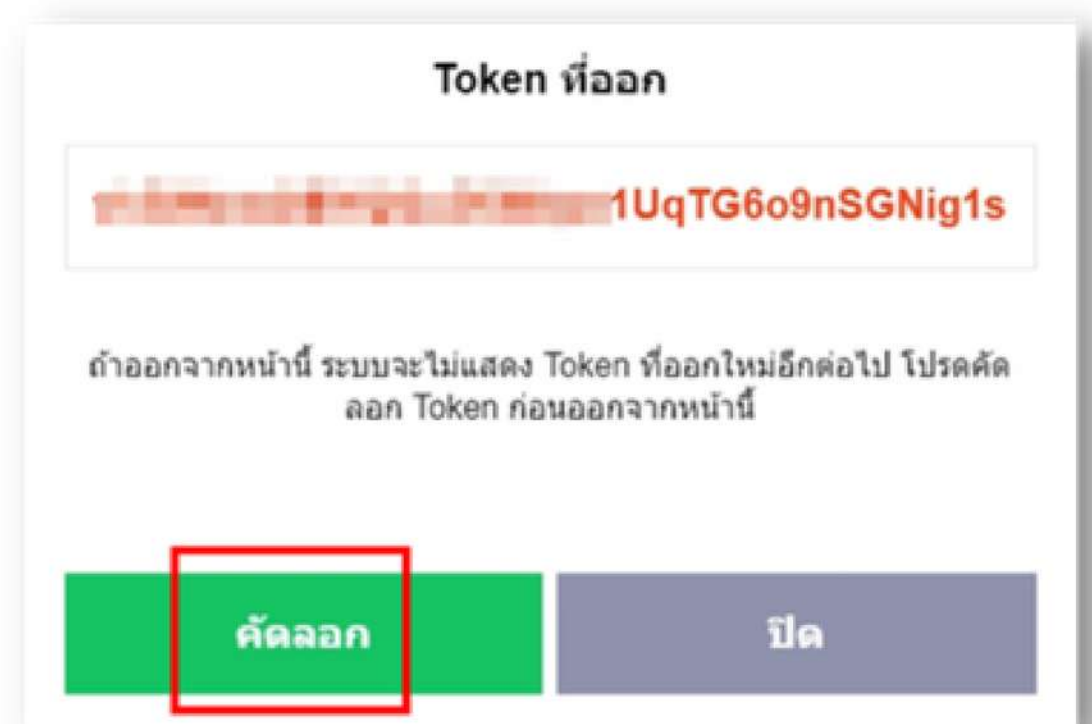 Token ที่ออก
1UqTG6o9nSGNig1s
ถ้าออกจากหน้านี้ ระบบจะไม่แสดง Token ที่ออกใหม่อีกต่อไป โปรดคัด
ลอก Token ก่อนออกจากหน้านี้
คัดลอก
ปิด